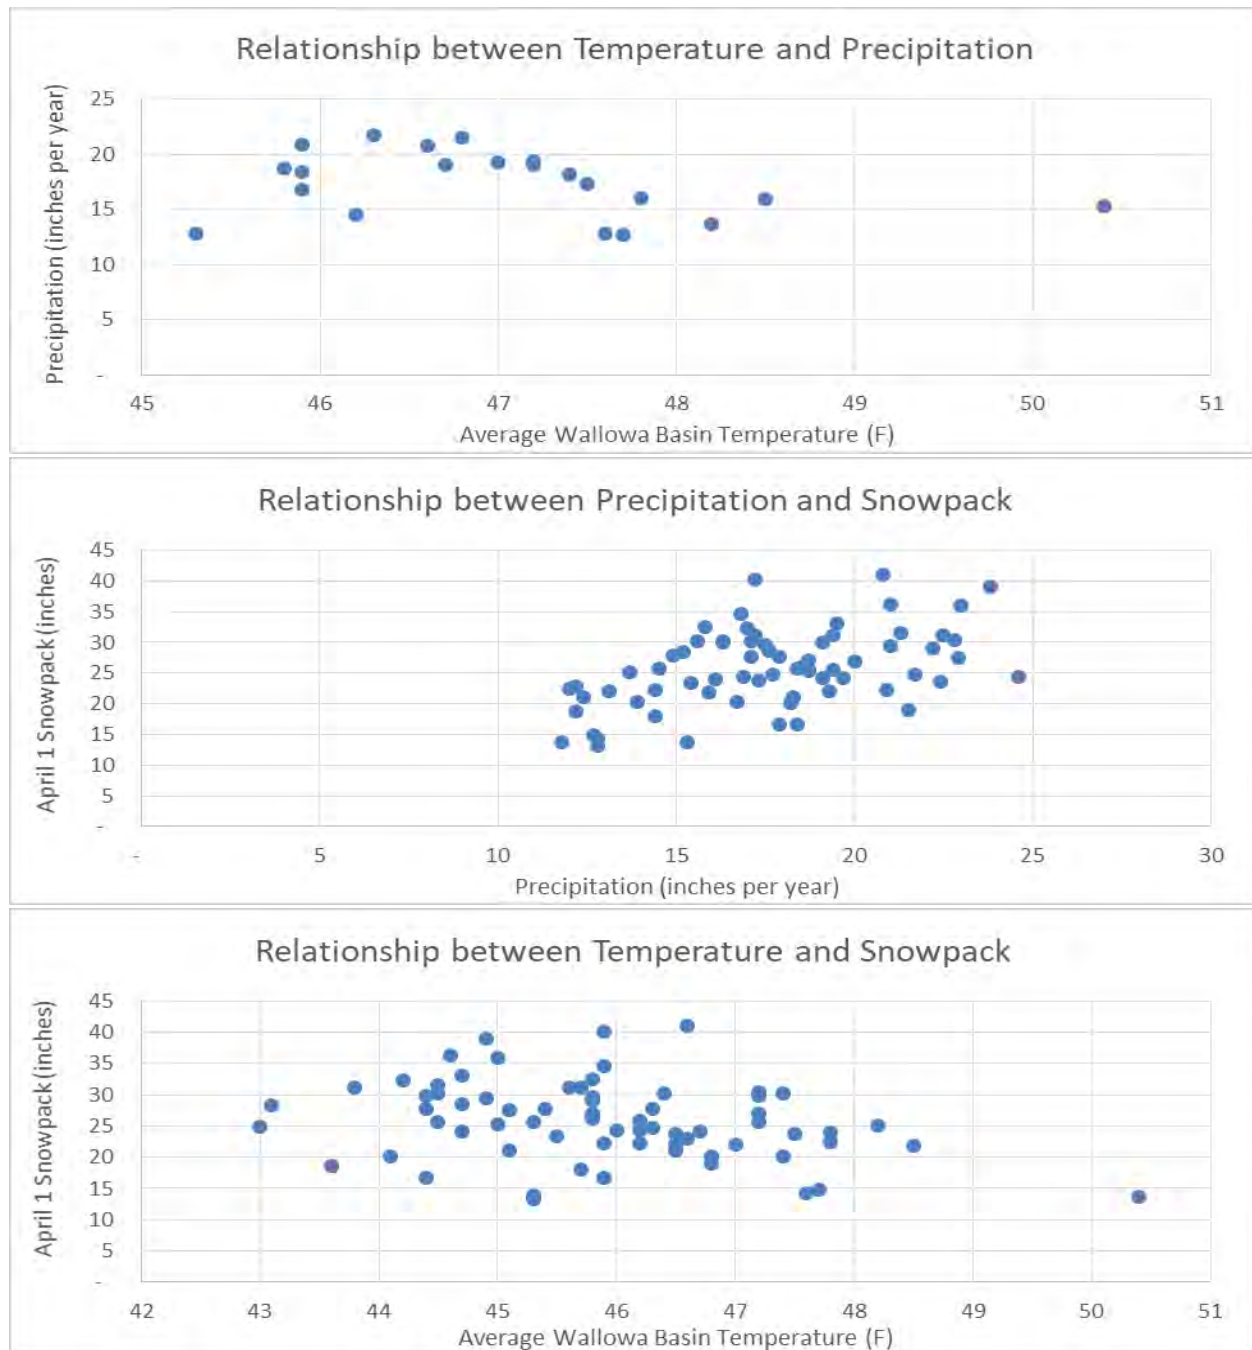 Relationship between Temperature and Precipitation
Precipitation (inches per year)
25
20
15
10
5
-
45 46 47 48 49 50 51
Average Wallowa Basin Temperature (F)
Relationship between Precipitation and Snowpack
April 1 Snowpack (inches)
45
40
35
30
25
20
15
10
5
-
- 5 10 15 20 25 30
Precipitation (inches per year)
Relationship between Temperature and Snowpack
April 1 Snowpack (inches)
45
40
35
30
25
20
15
10
5
-
42 43 44 45 46 47 48 49 50 51
Average Wallowa Basin Temperature (F)